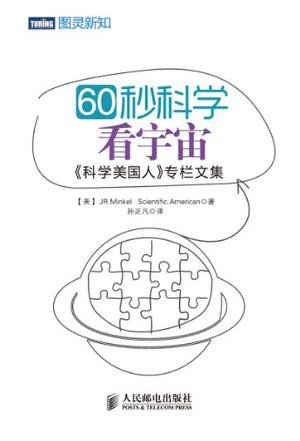 TURING 图灵新知
60秒科学
看宇宙
《科学美国人》专栏文集
【美】 JR Minkel Scientific American◎著
孙正凡◎译
人民邮电出版社
POSTS & TELECOM PRESS